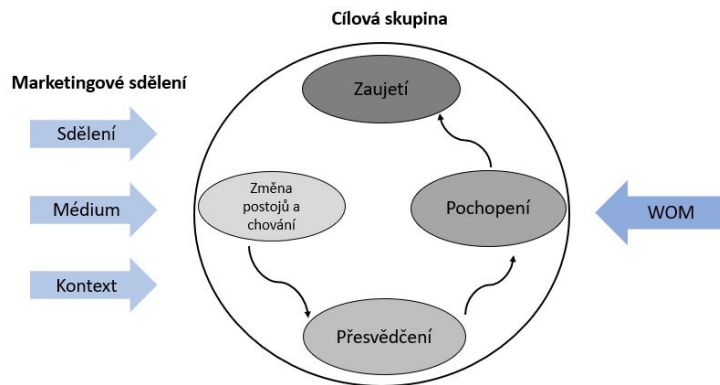 Cílová skupina
Marketingové sdělení
Zaujetí
Sdělení
Změna
postojů a
chování
Médium
Pochopení
WOM
Kontext
Přesvědčení